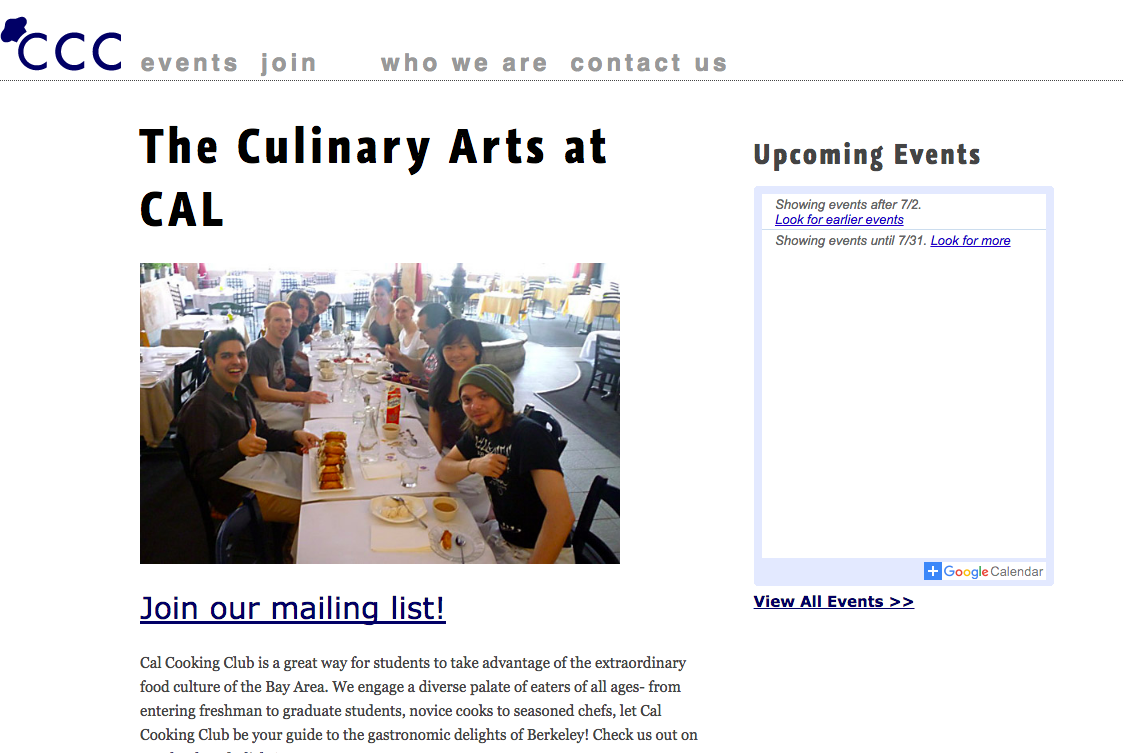 CCC
events join who we are contact us
The Culinary Arts at
CAL
Upcoming Events
Showing events after 7/2.
Look for earlier events
Showing events until 7/31. Look for more
Google Calendar
View All Events >>
Join our mailing list!
Cal Cooking Club is a great way for students to take advantage of the extraordinary
food culture of the Bay Area. We engage a diverse palate of eaters of all ages- from
entering freshman to graduate students, novice cooks to seasoned chefs, let Cal
Cooking Club be your guide to the gastronomic delights of Berkeley! Check us out on